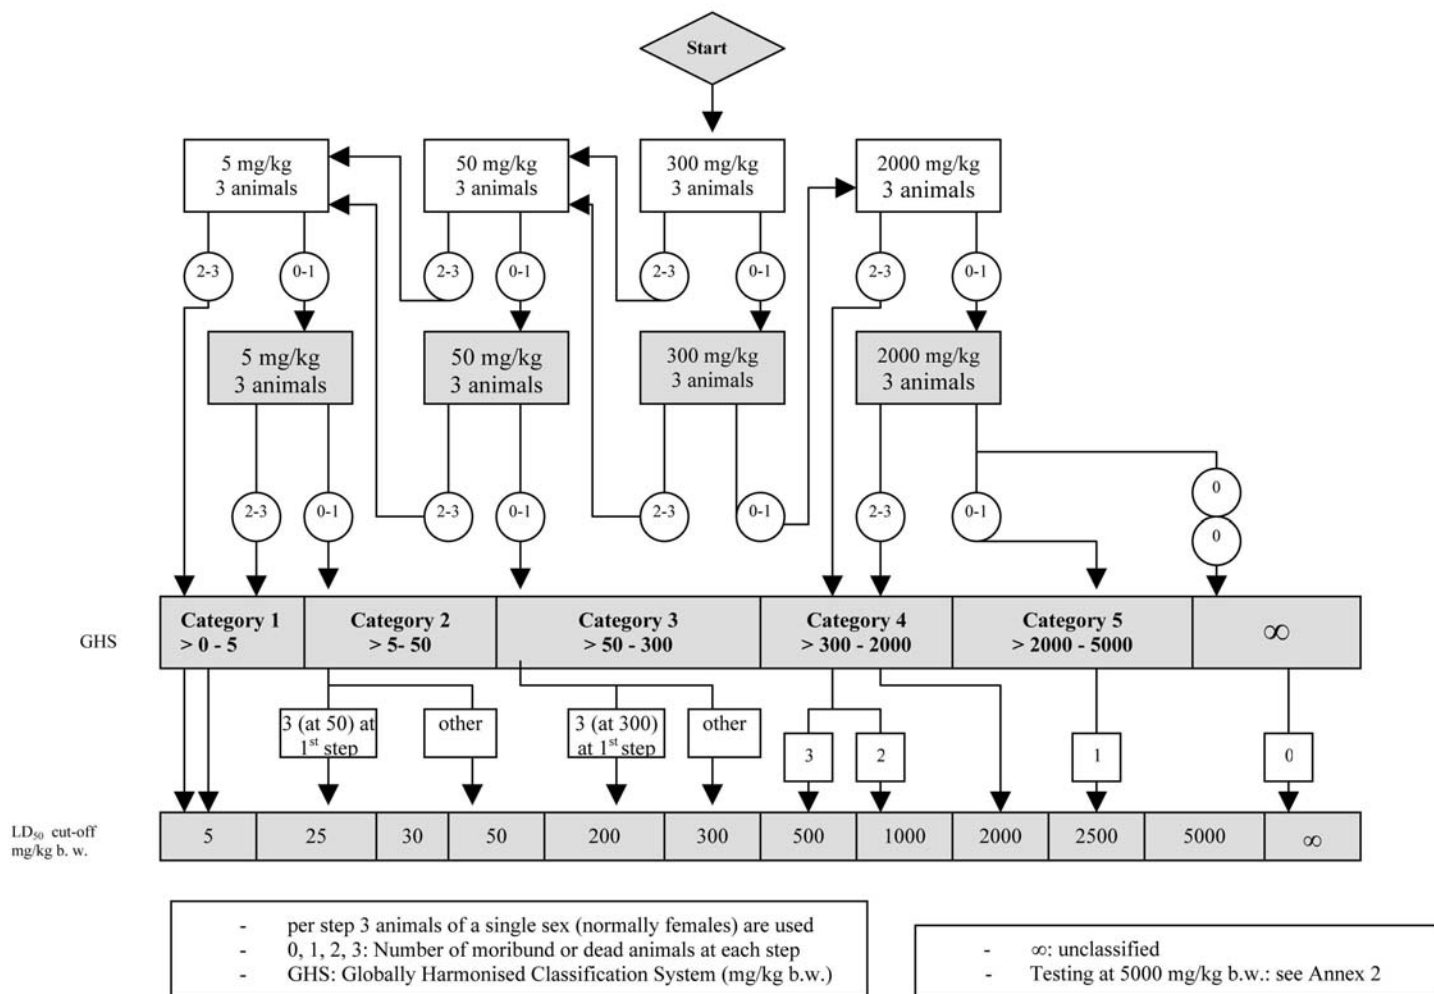 Start
5 mg/kg
3 animals
50 mg/kg
3 animals
300 mg/kg
3 animals
2000 mg/kg
3 animals
2-3
0-1
2-3
0-1
2-3
0-1
2-3
0-1
5 mg/kg
3 animals
50 mg/kg
3 animals
300 mg/kg
3 animals
2000 mg/kg
3 animals
2-3
0-1
2-3
0-1
2-3
0-1
2-3
0-1
0
0
GHS
Category 1
> 0 - 5
Category 2
> 5- 50
Category 3
> 50 - 300
Category 4
> 300 - 2000
Category 5
> 2000 - 5000
∞
3 (at 50) at
1st step
other
3 (at 300)
at 1st step
other
3
2
1
0
LD50 cut-off
mg/kg b. w.
5
25
30
50
200
300
500
1000
2000
2500
5000
∞
- per step 3 animals of a single sex (normally females) are used
- 0, 1, 2, 3: Number of moribund or dead animals at each step
- GHS: Globally Harmonised Classification System (mg/kg b.w.)
- ∞: unclassified
- Testing at 5000 mg/kg b.w.: see Annex 2